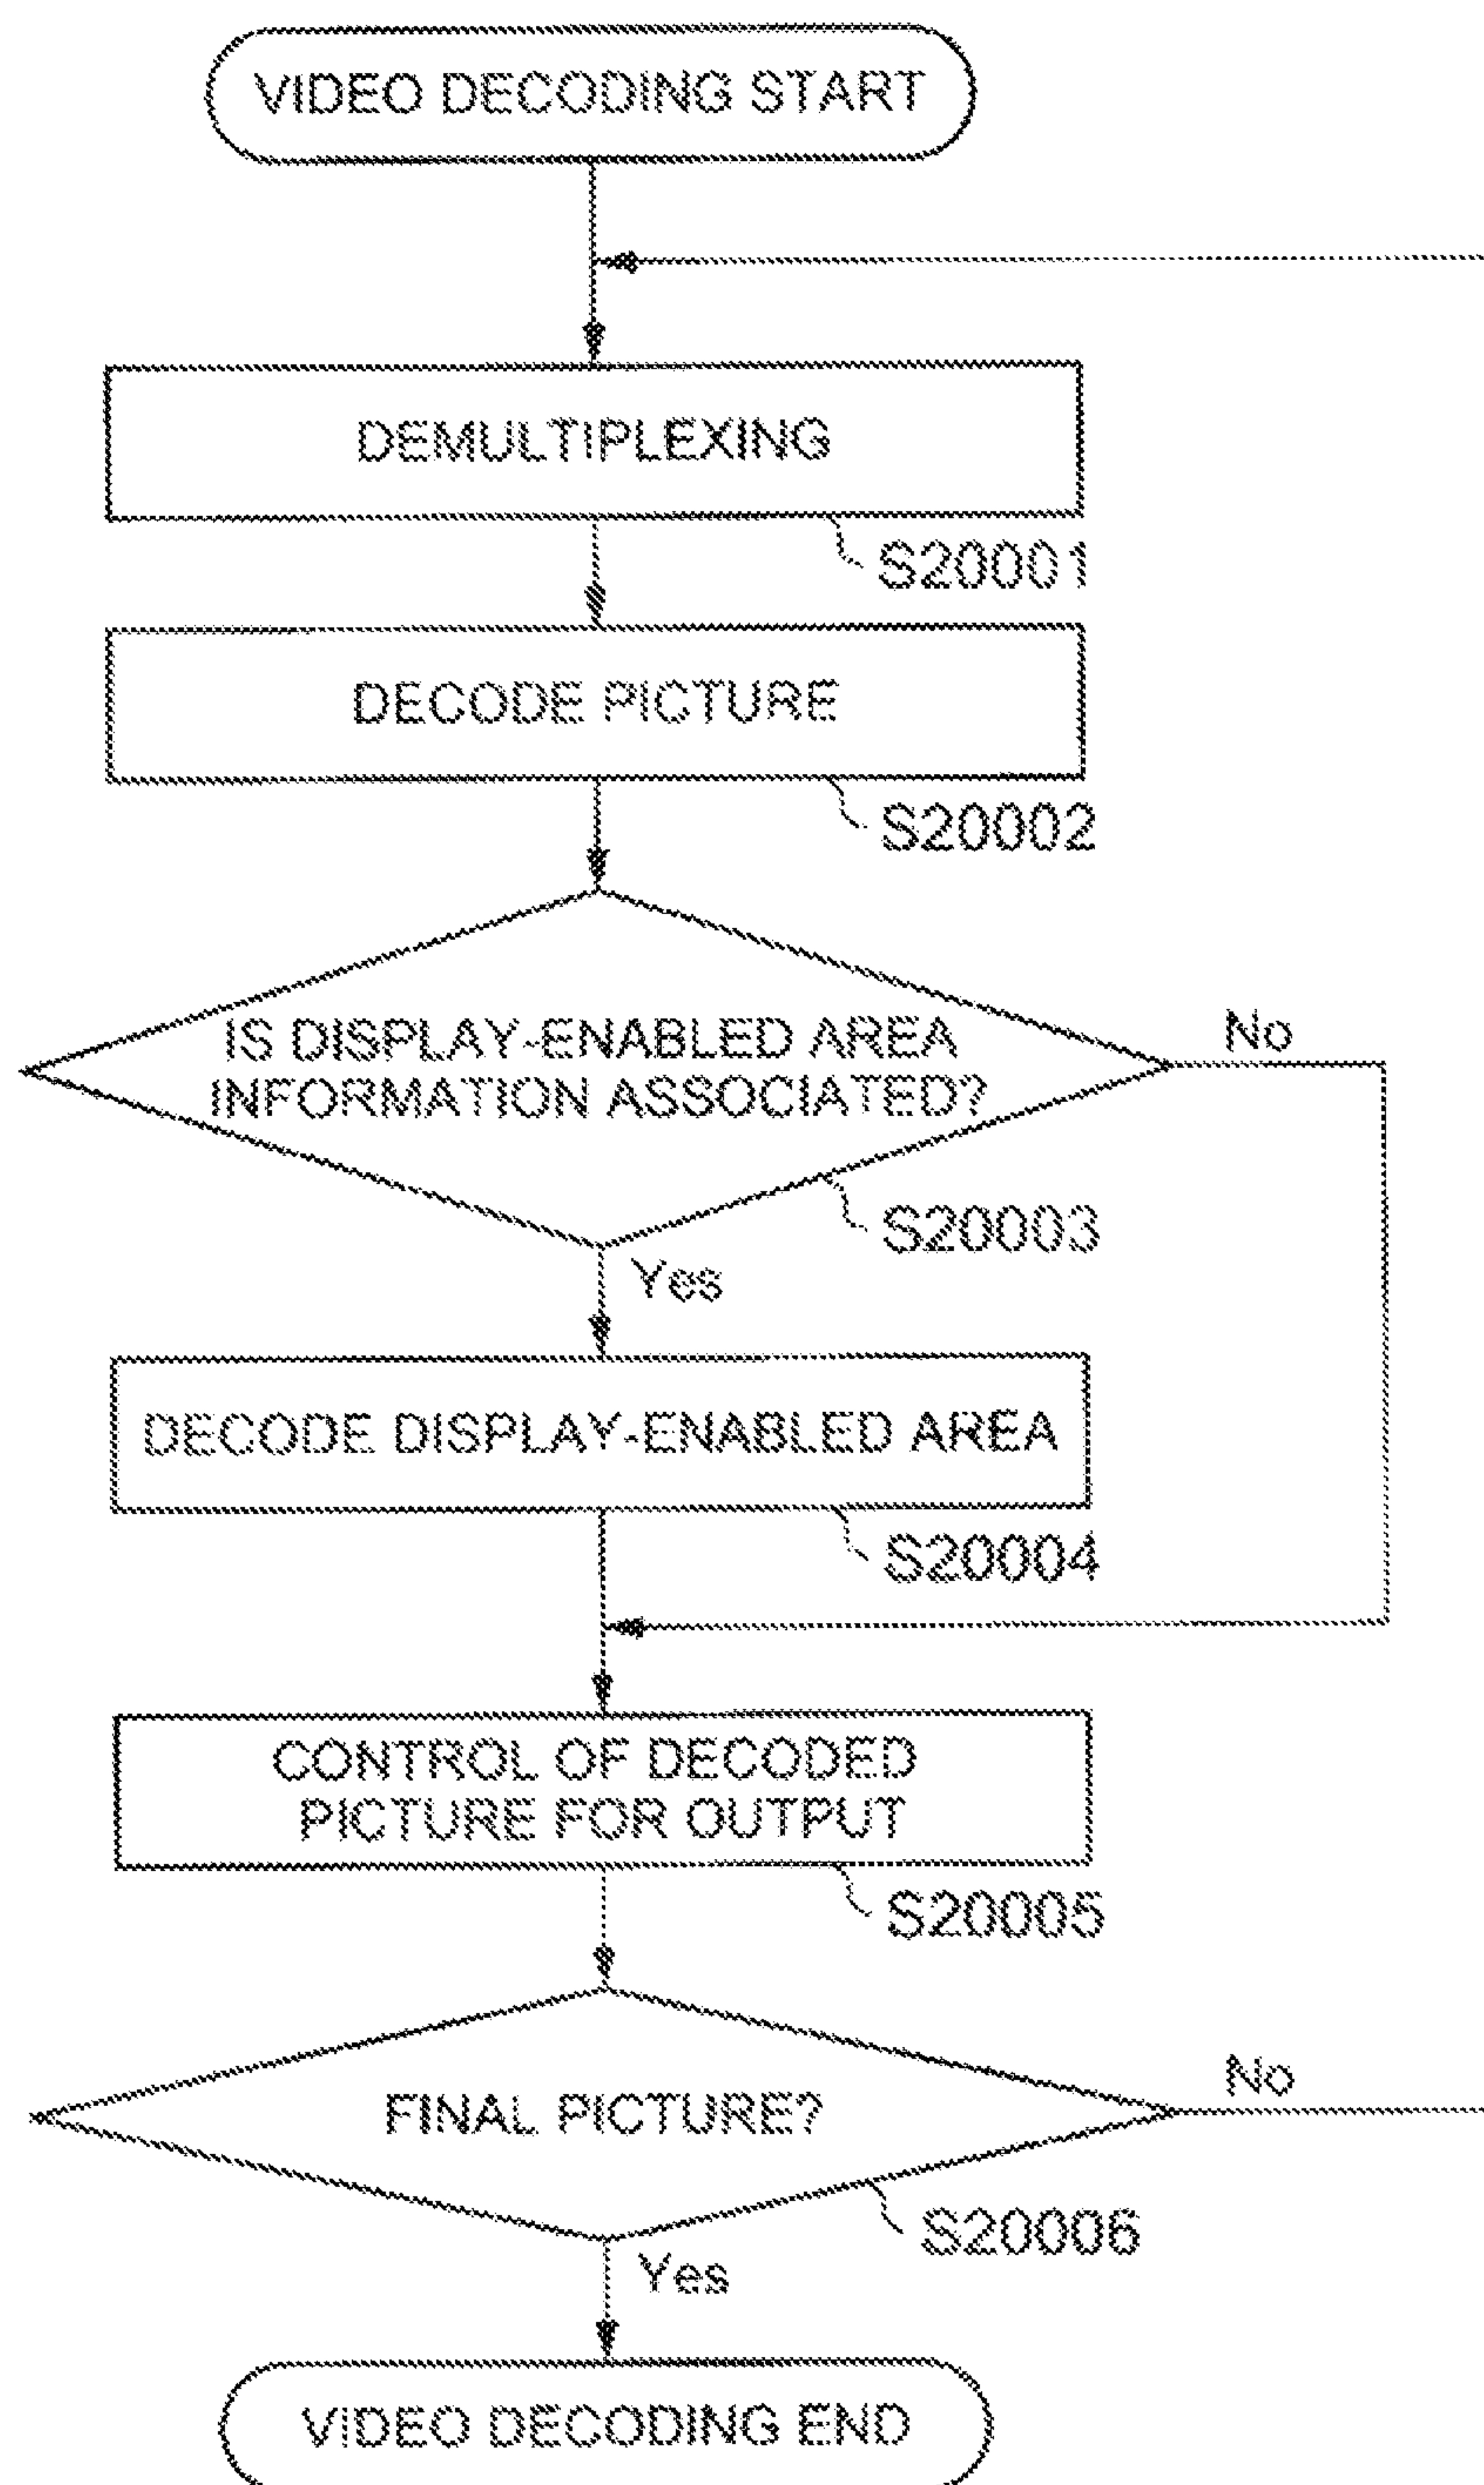 VIDEO DECODING START
DEMULTIPLEXING
S20001
DECODE PICTURE
S20002
IS DISPLAY-ENABLED AREA
INFORMATION ASSOCIATED?
No
S20003
Yes
DECODE DISPLAY-ENABLED AREA
S20004
CONTROL OF DECODED
PICTURE FOR OUTPUT
S20005
FINAL PICTURE?
No
S20006
Yes
VIDEO DECODING END